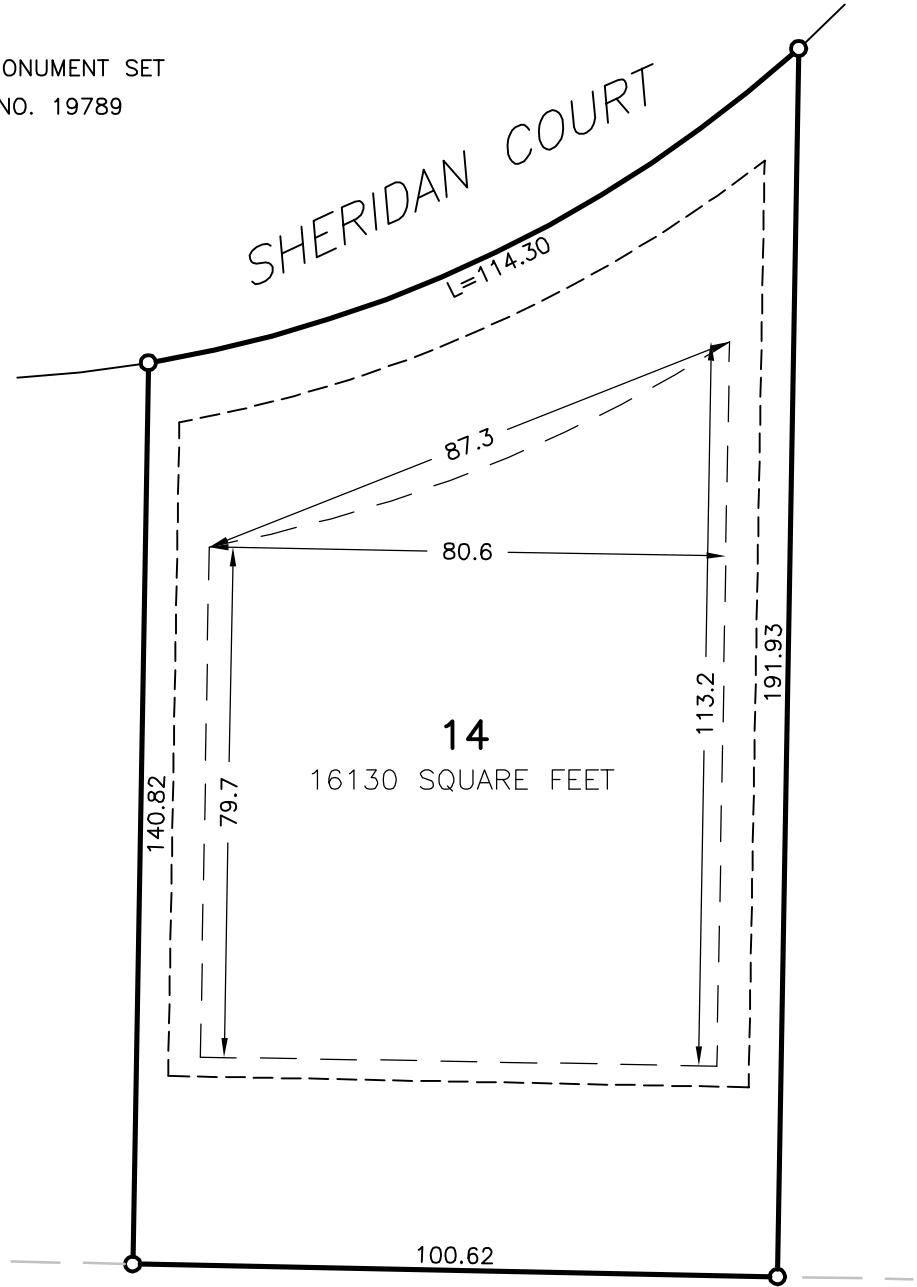 ONUMENT SET
NO. 19789
SHERIDAN COURT
L=114.30
87.3
80.6
191.93
113.2
14
16130 SQUARE FEET
79.7
140.82
100.62